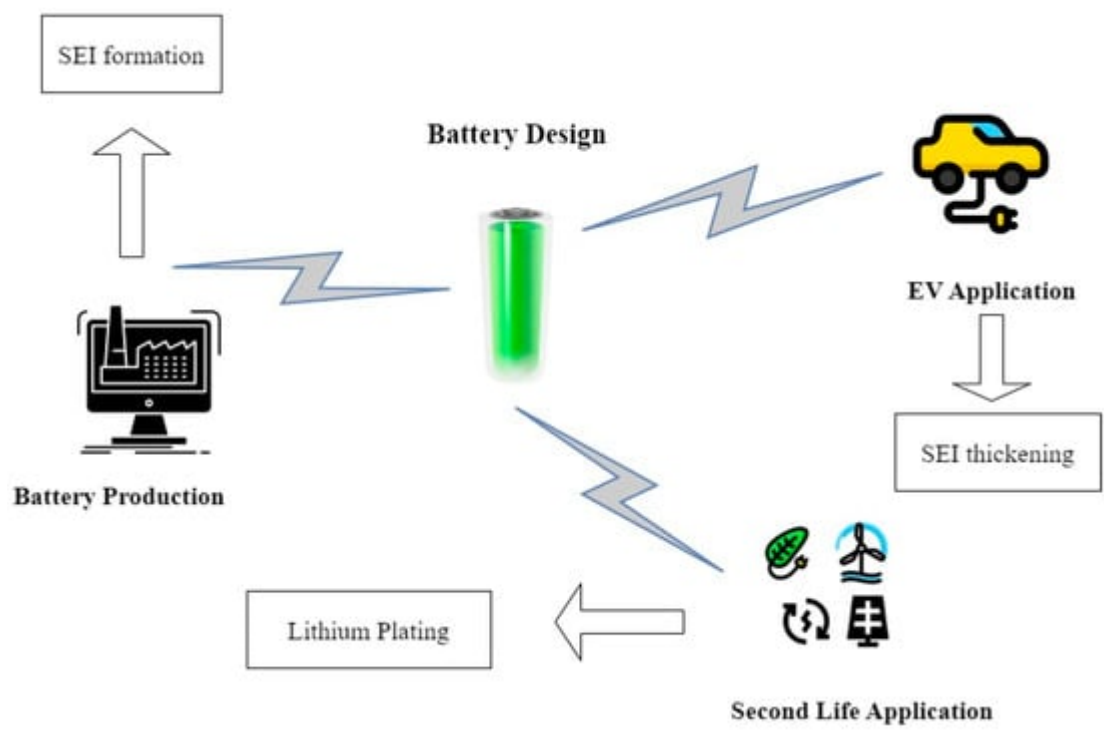 SEI formation
Battery Design
EV Application
SEI thickening
Battery Production
Lithium Plating
Second Life Application